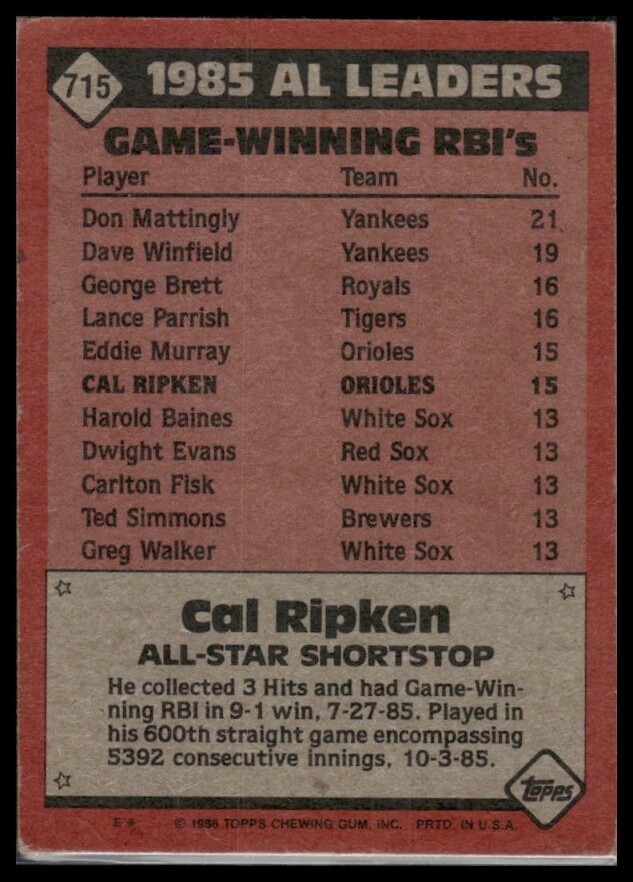 715 1985 AL LEADERS
GAME-WINNING RBI's
Player Team No.
Don Mattingly Yankees 21
Dave Winfield Yankees 19
George Brett Royals 16
Lance Parrish Tigers 16
Eddie Murray Orioles 15
CAL RIPKEN ORIOLES 15
Harold Baines White Sox 13
Dwight Evans Red Sox 13
Carlton Fisk White Sox 13
Ted Simmons Brewers 13
Greg Walker White Sox 13
Cal Ripken
ALL-STAR SHORTSTOP
He collected 3 Hits and had Game-Win-
ning RBI in 9-1 win, 7-27-85. Played in
his 600th straight game encompassing
5392 consecutive innings, 10-3-85.
topps
E* © 1986 TOPPS CHEWING GUM, INC. PRTD. IN U.S.A.